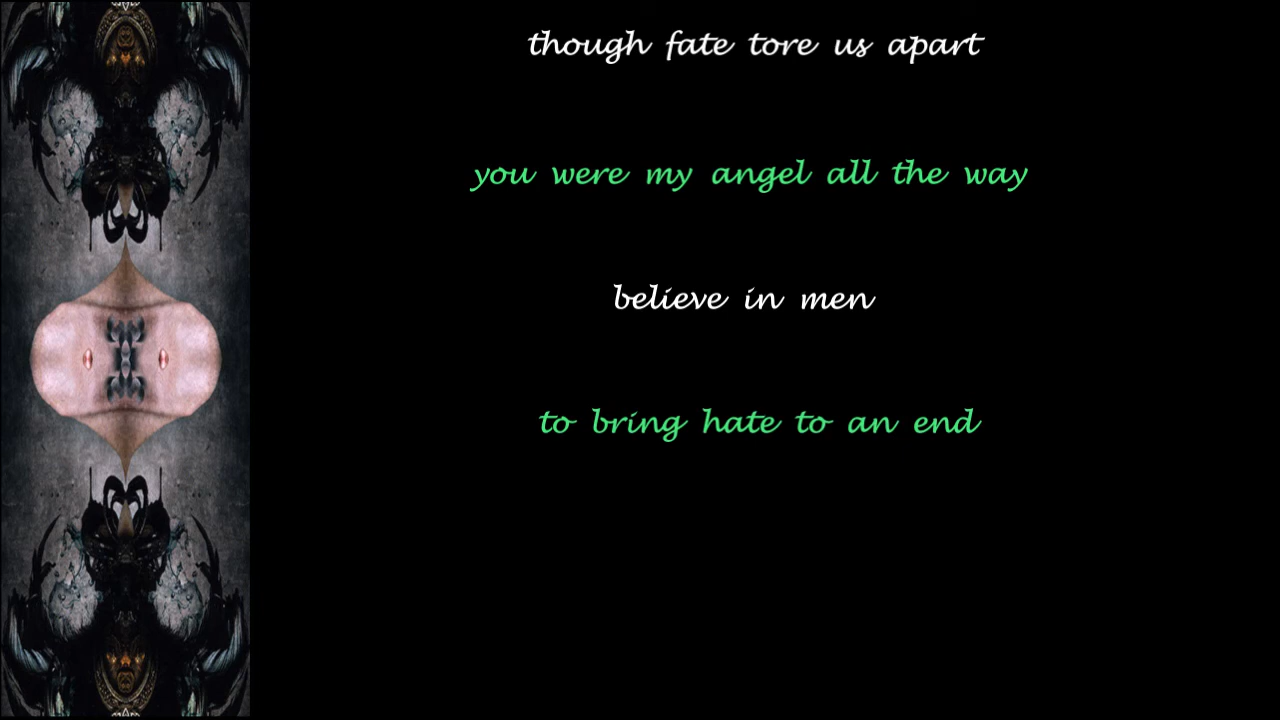 though fate tore us apart
you were my angel all the way
believe in men
to bring hate to an end